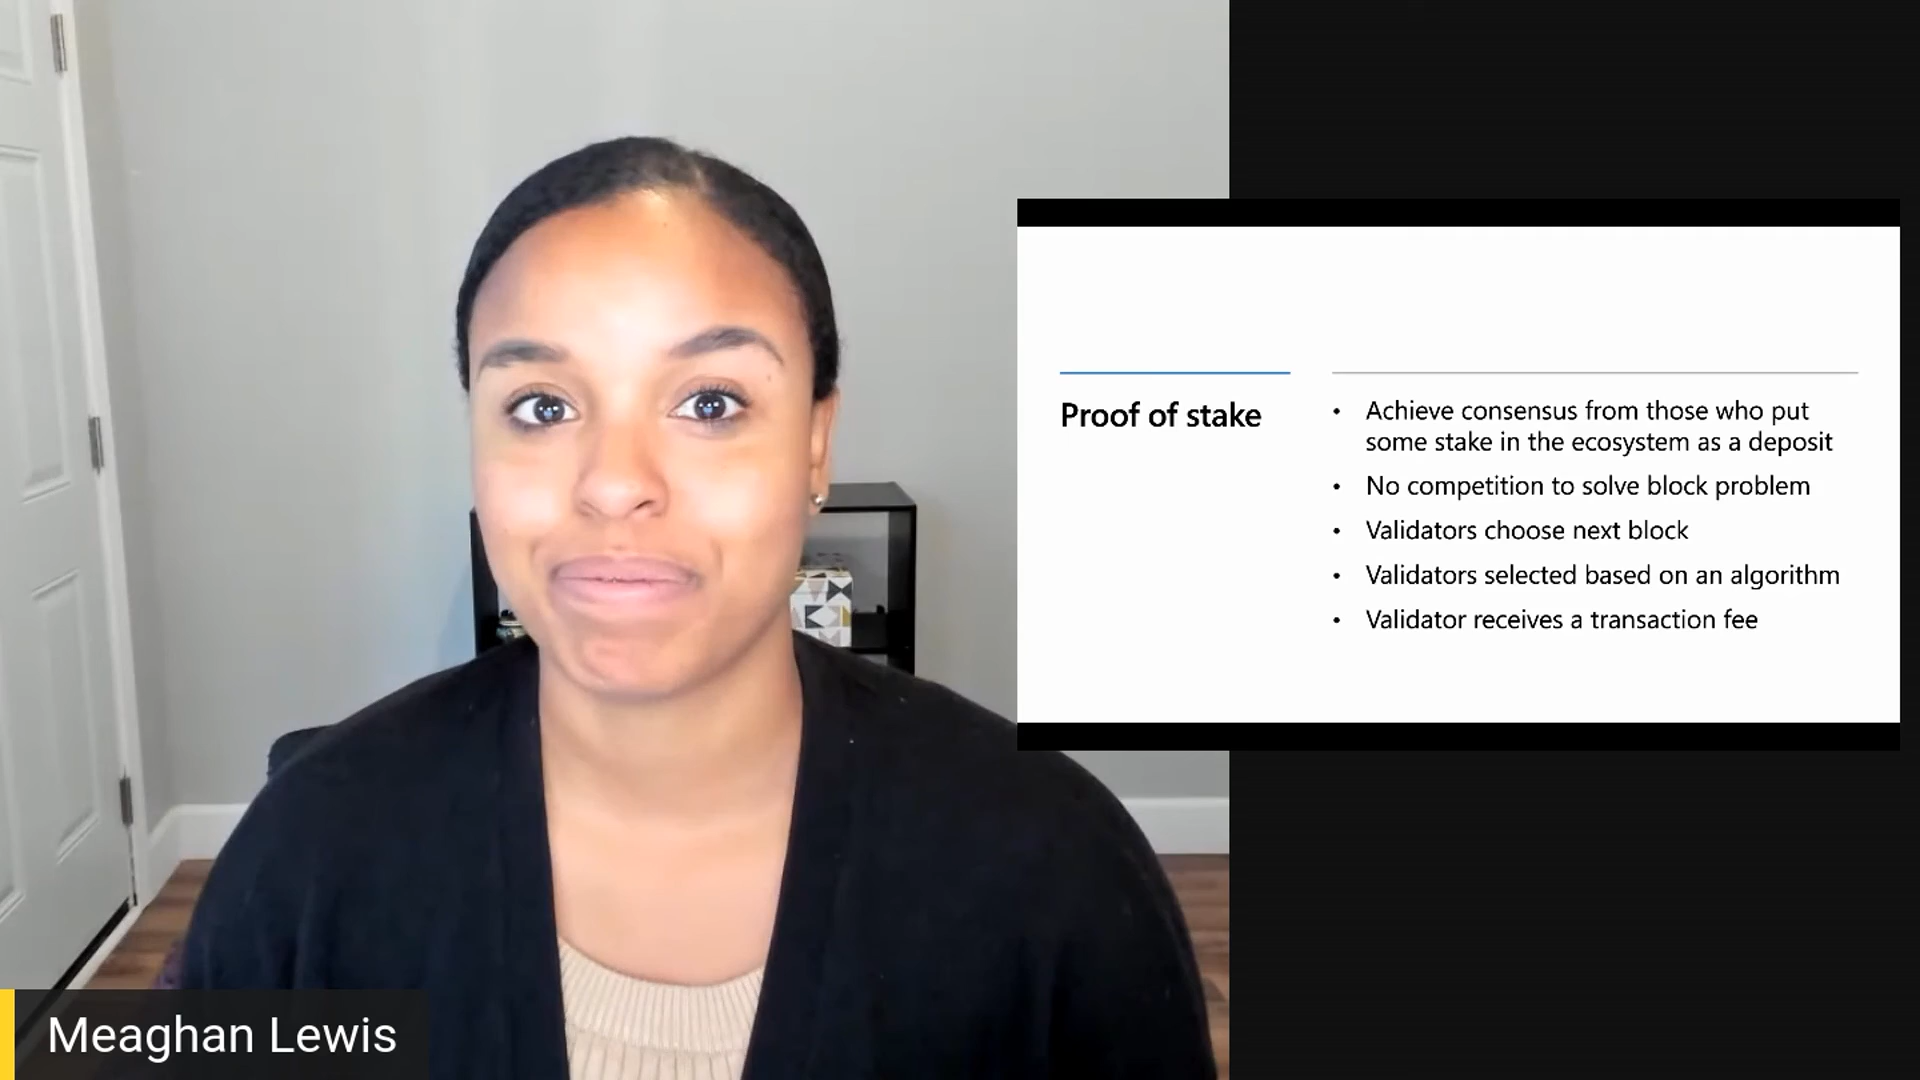 Proof of stake
• Achieve consensus from those who put
some stake in the ecosystem as a deposit
• No competition to solve block problem
• Validators choose next block
• Validators selected based on an algorithm
• Validator receives a transaction fee
Meaghan Lewis